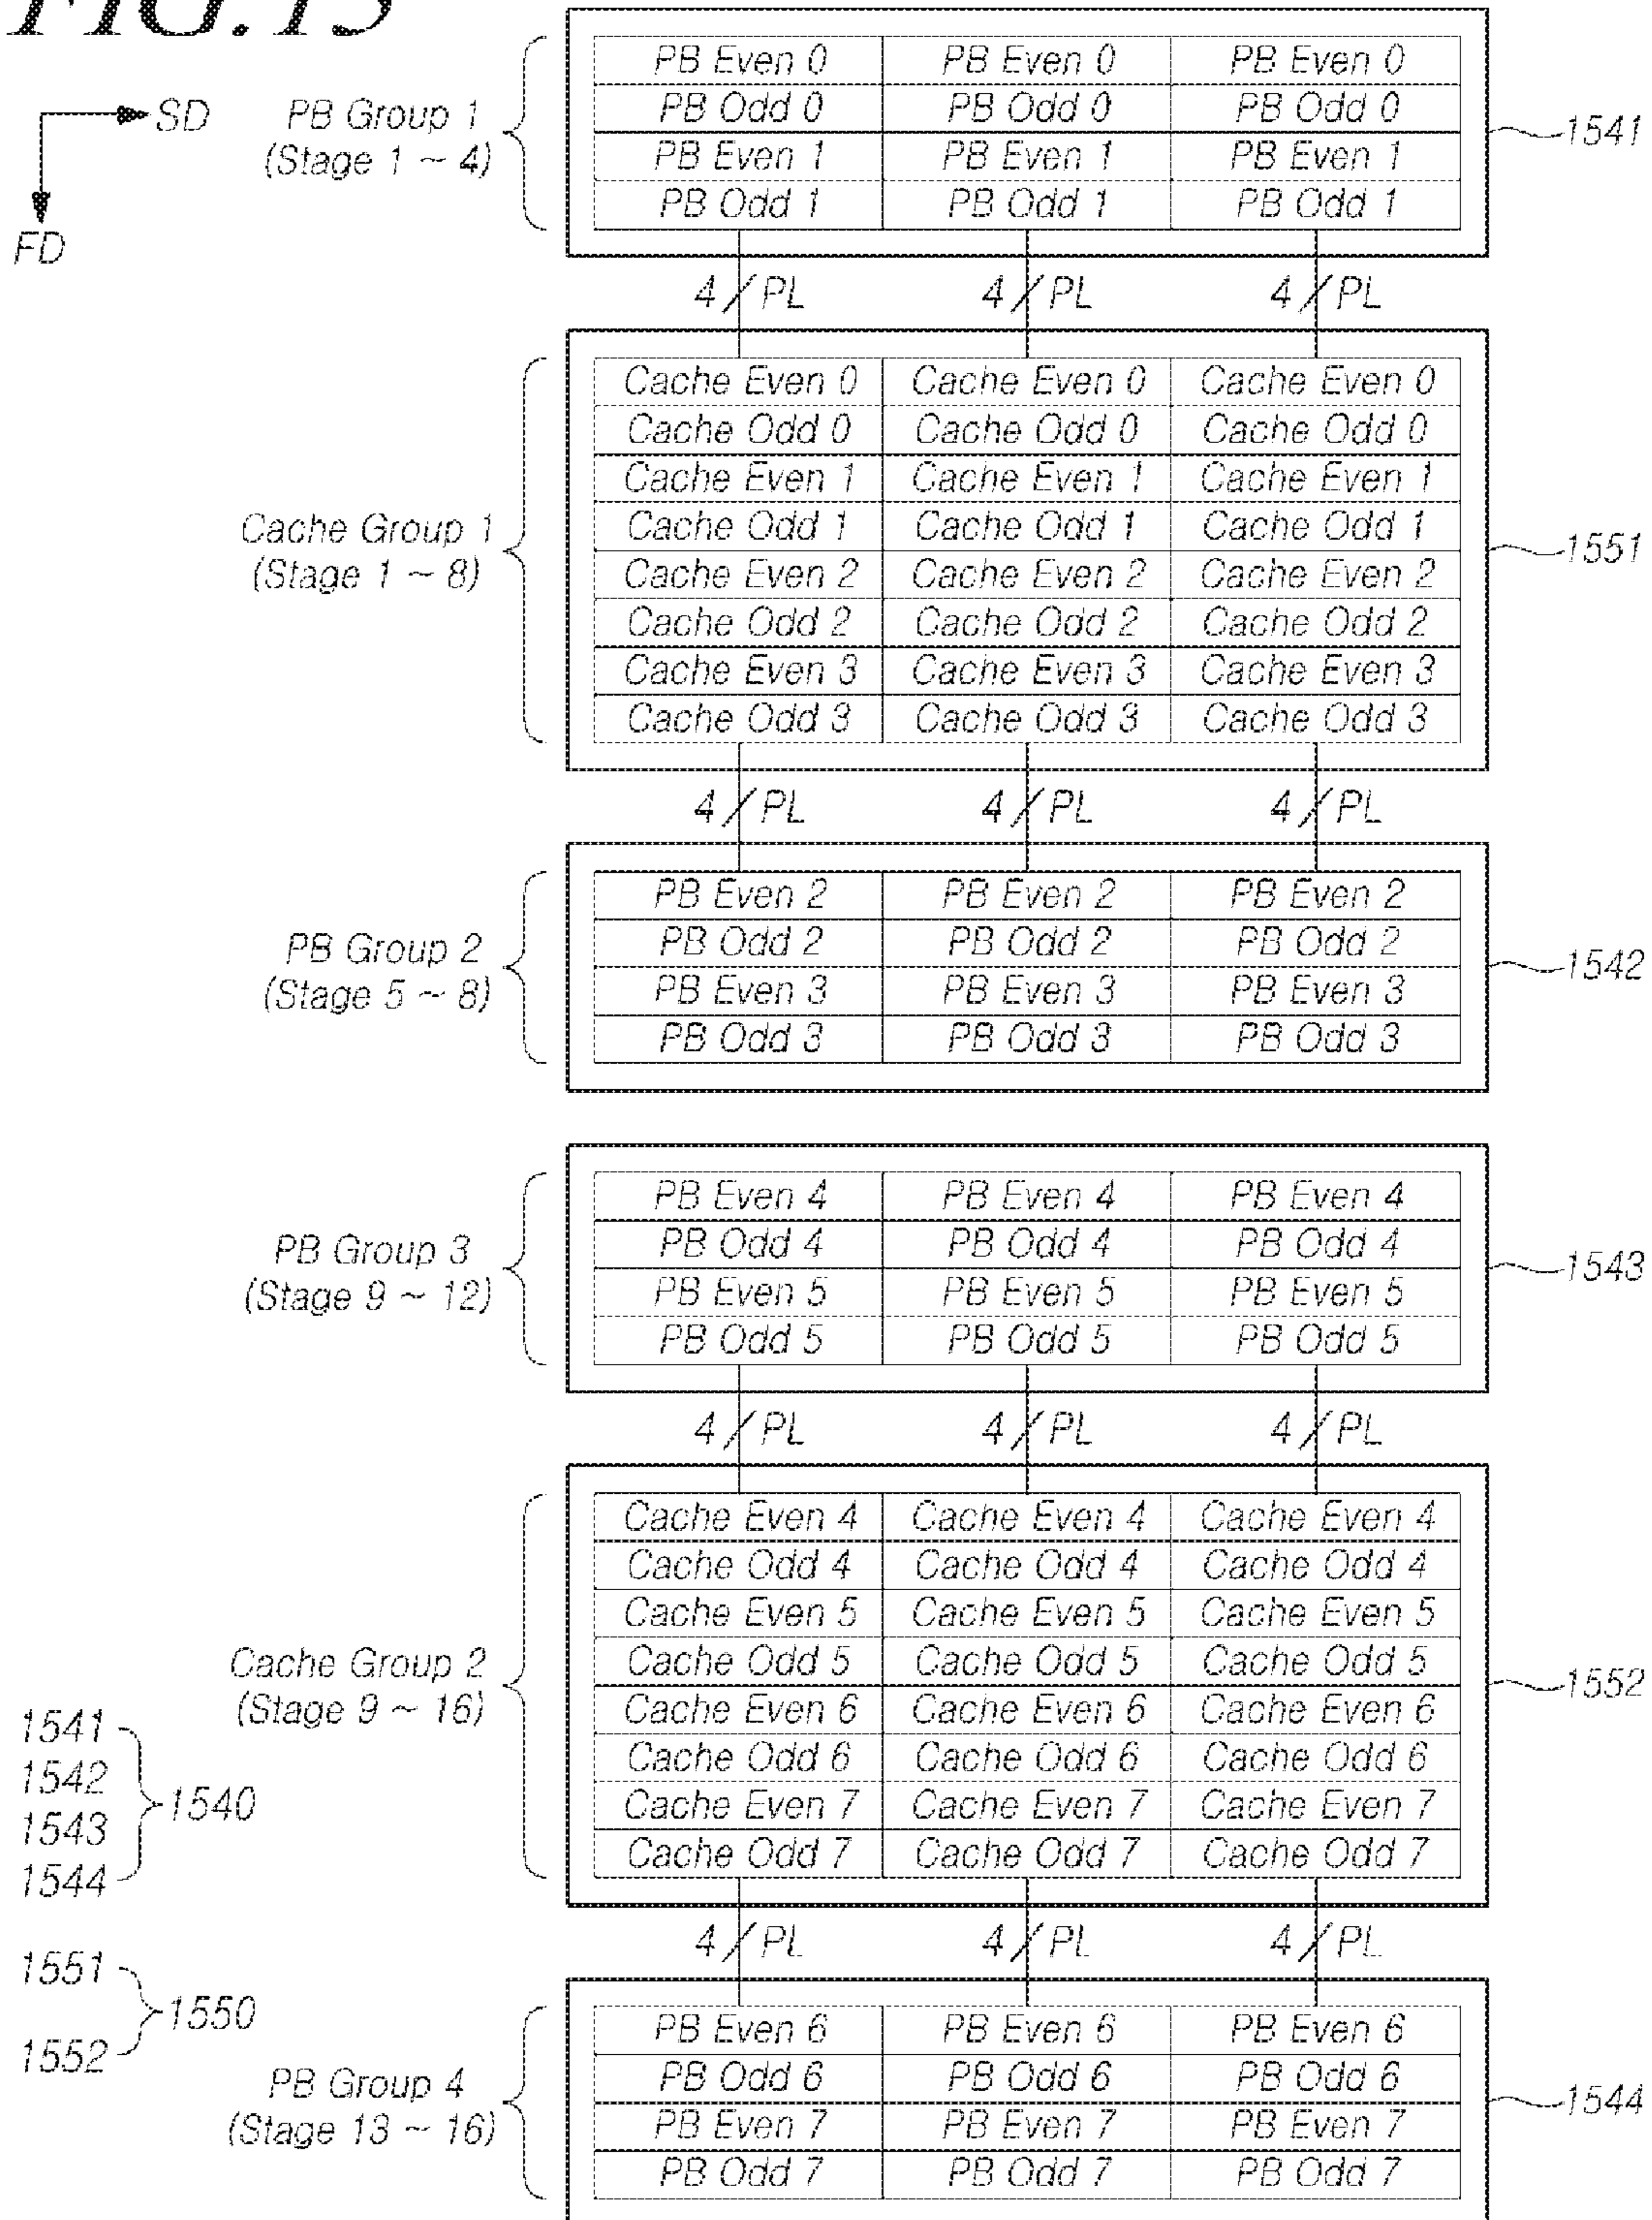 FIG. 15
SD
FD
PB Group 1
(Stage 1 ~ 4)
PB Even 0 PB Even 0 PB Even 0
PB Odd 0 PB Odd 0 PB Odd 0
PB Even 1 PB Even 1 PB Even 1
PB Odd 1 PB Odd 1 PB Odd 1
1541
4 PL 4 PL 4 PL
Cache Group 1
(Stage 1 ~ 8)
Cache Even 0 Cache Even 0 Cache Even 0
Cache Odd 0 Cache Odd 0 Cache Odd 0
Cache Even 1 Cache Even 1 Cache Even 1
Cache Odd 1 Cache Odd 1 Cache Odd 1
Cache Even 2 Cache Even 2 Cache Even 2
Cache Odd 2 Cache Odd 2 Cache Odd 2
Cache Even 3 Cache Even 3 Cache Even 3
Cache Odd 3 Cache Odd 3 Cache Odd 3
1551
4 PL 4 PL 4 PL
PB Group 2
(Stage 5 ~ 8)
PB Even 2 PB Even 2 PB Even 2
PB Odd 2 PB Odd 2 PB Odd 2
PB Even 3 PB Even 3 PB Even 3
PB Odd 3 PB Odd 3 PB Odd 3
1542
PB Group 3
(Stage 9 ~ 12)
PB Even 4 PB Even 4 PB Even 4
PB Odd 4 PB Odd 4 PB Odd 4
PB Even 5 PB Even 5 PB Even 5
PB Odd 5 PB Odd 5 PB Odd 5
1543
4 PL 4 PL 4 PL
Cache Group 2
(Stage 9 ~ 16)
Cache Even 4 Cache Even 4 Cache Even 4
Cache Odd 4 Cache Odd 4 Cache Odd 4
Cache Even 5 Cache Even 5 Cache Even 5
Cache Odd 5 Cache Odd 5 Cache Odd 5
Cache Even 6 Cache Even 6 Cache Even 6
Cache Odd 6 Cache Odd 6 Cache Odd 6
Cache Even 7 Cache Even 7 Cache Even 7
Cache Odd 7 Cache Odd 7 Cache Odd 7
1552
4 PL 4 PL 4 PL
PB Group 4
(Stage 13 ~ 16)
PB Even 6 PB Even 6 PB Even 6
PB Odd 6 PB Odd 6 PB Odd 6
PB Even 7 PB Even 7 PB Even 7
PB Odd 7 PB Odd 7 PB Odd 7
1544
1541
1542
1543
1544
1540
1551
1552
1550